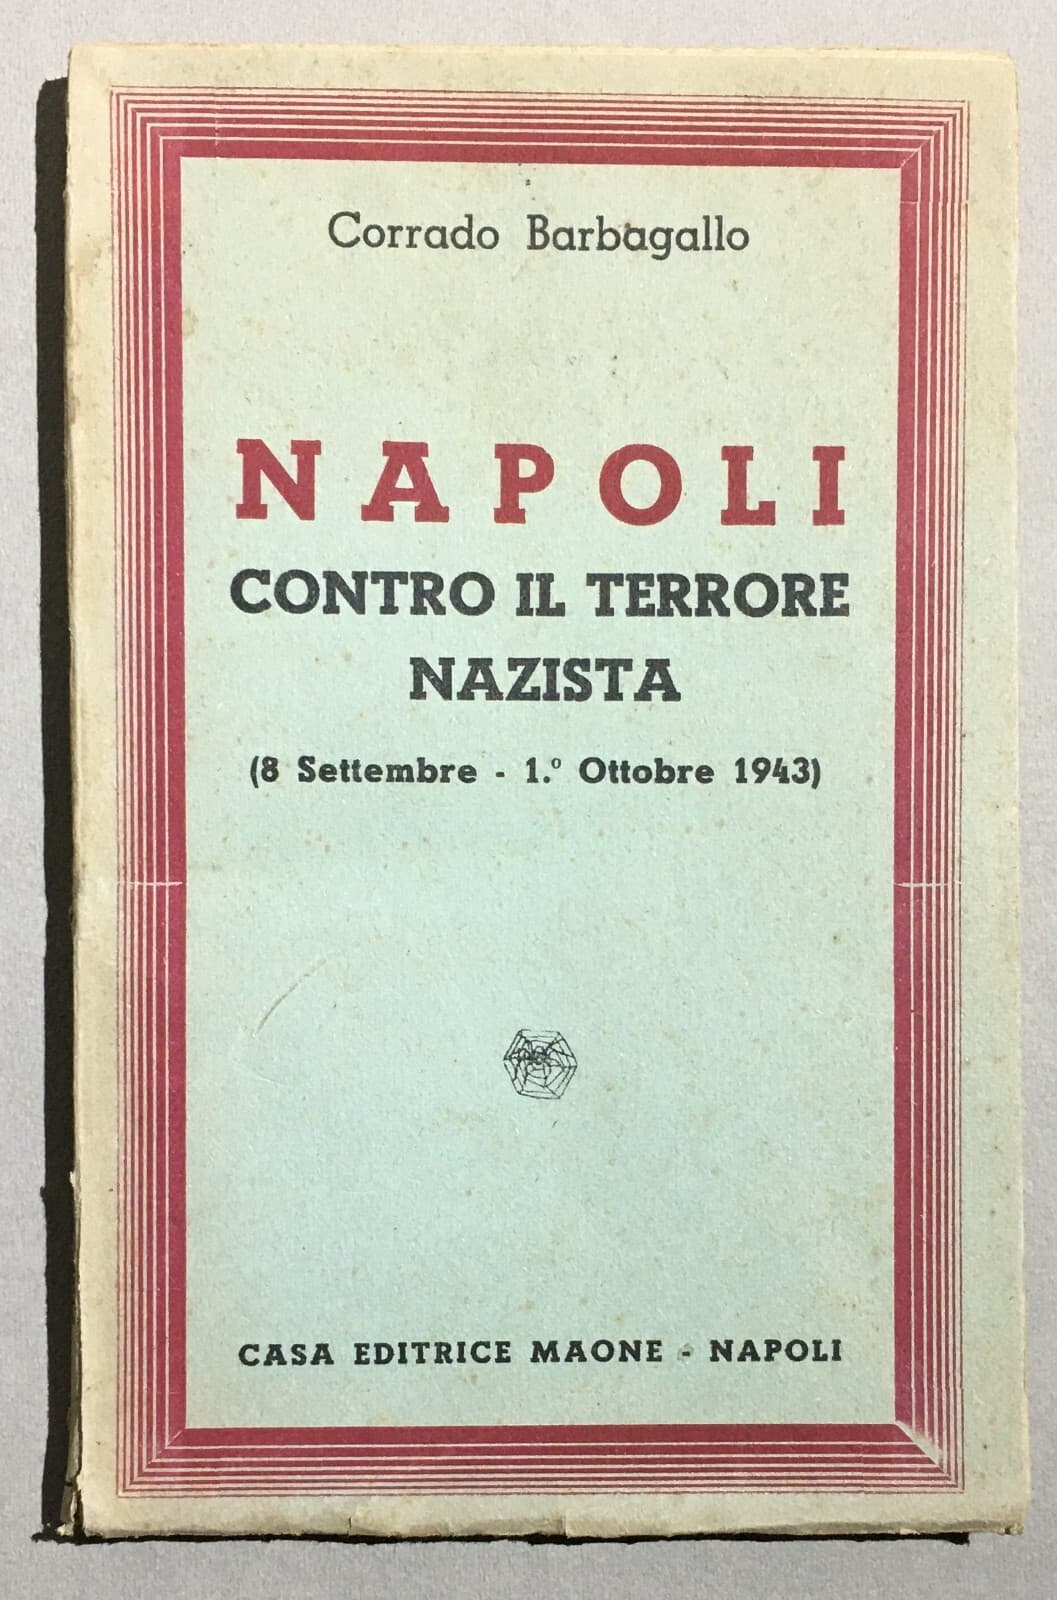 Corrado Barbagallo
NAPOLI
CONTRO IL TERRORE
NAZISTA
(8 Settembre - 1.º Ottobre 1943)
CASA EDITRICE MAONE - NAPOLI